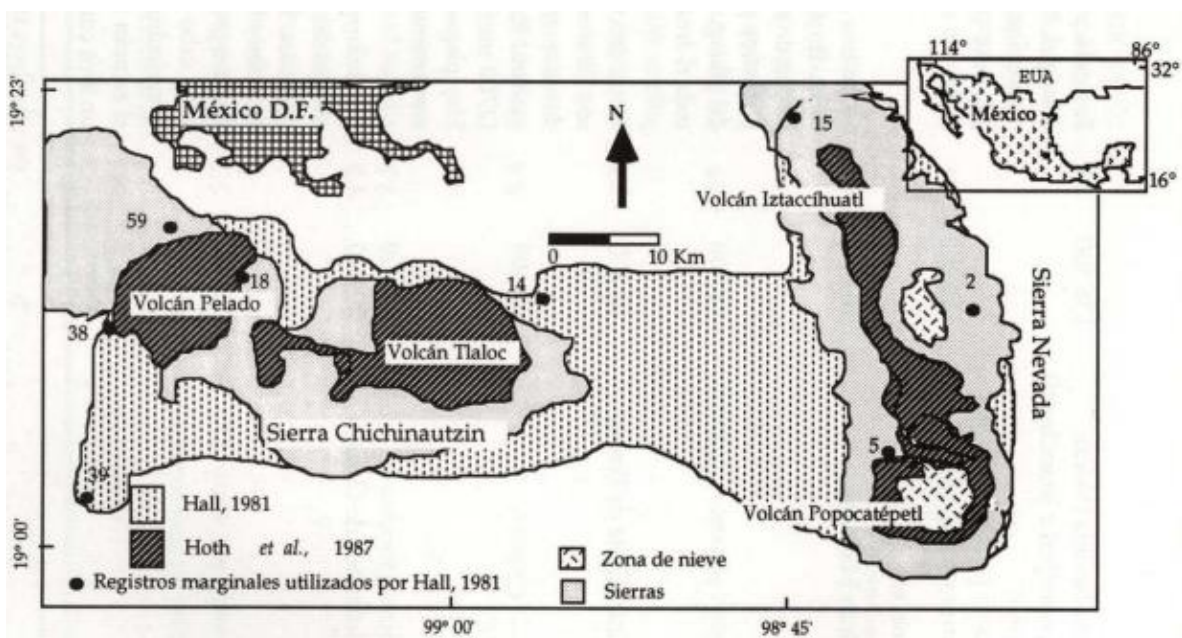 114°
86°
19° 23'
EUA
32°
México D.F.
N
15
México
16°
Volcán Iztaccíhuatl
59
0
10 Km
18
14
2
Volcán Pelado
Sierra Nevada
38
Volcán Tlaloc
Sierra Chichinautzin
5
39
Hall, 1981
Volcán Popocatépetl
Hoth et al., 1987
19° 00'
Zona de nieve
Registros marginales utilizados por Hall, 1981
Sierras
99° 00'
98° 45'